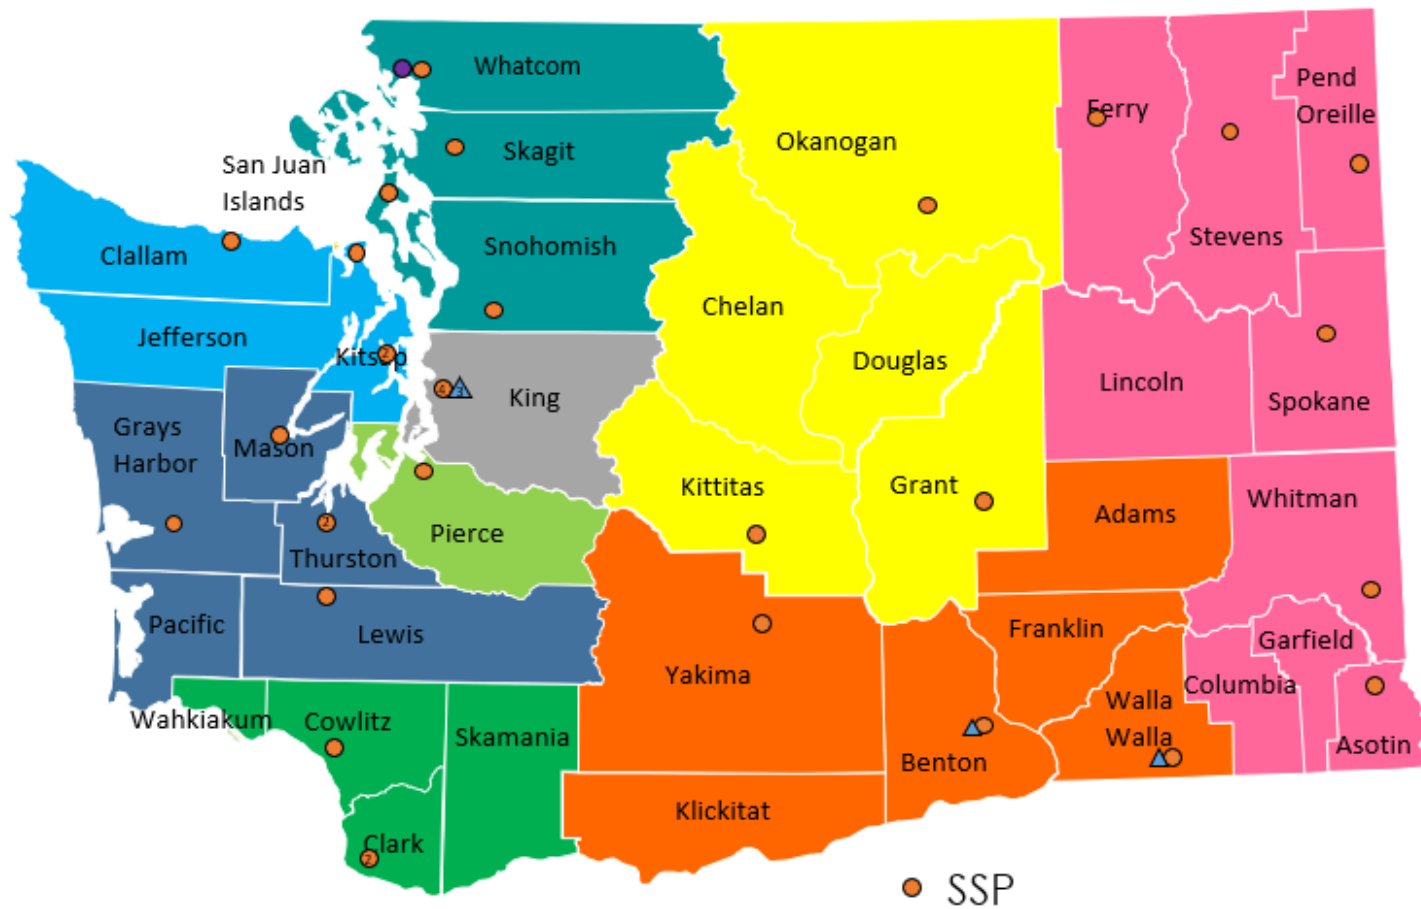 Whatcom
Pend
Oreille
Ferry
Okanogan
Skagit
San Juan
Islands
Stevens
Snohomish
Clallam
Chelan
Jefferson
Kitsap
2
Douglas
Lincoln
King
3
Spokane
Grays
Harbor
Mason
Kittitas
Grant
Whitman
Adams
2
Thurston
Pierce
Pacific
Lewis
Franklin
Garfield
Yakima
Columbia
Walla
Walla
Wahkiakum
Cowlitz
Skamania
Benton
Asotin
Klickitat
Clark
2
SSP